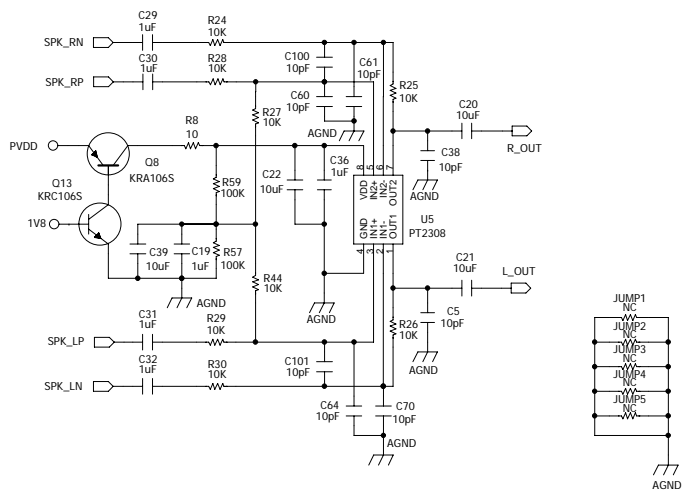 C29
1uF
R24
10K
SPK_RN
C30
1uF
R28
10K
SPK_RP
C100
10pF
C61
10pF
C60
10pF
R25
10K
R27
10K
AGND
C20
10uF
R_OUT
R8
10
PVDD
Q8
KRA106S
C38
10pF
AGND
Q13
KRC106S
R59
100K
C22
10uF
C36
1uF
8
7
6
5
VDD
IN2+
IN2-
OUT2
U5
PT2308
GND
IN1+
IN1-
OUT1
4
3
2
1
1V8
C39
10uF
C19
1uF
R57
100K
AGND
R44
10K
AGND
C21
10uF
L_OUT
C5
10pF
AGND
R26
10K
C31
1uF
R29
10K
SPK_LP
C32
1uF
R30
10K
SPK_LN
C101
10pF
C64
10pF
C70
10pF
AGND
JUMP1
NC
JUMP2
NC
JUMP3
NC
JUMP4
NC
JUMP5
NC
AGND